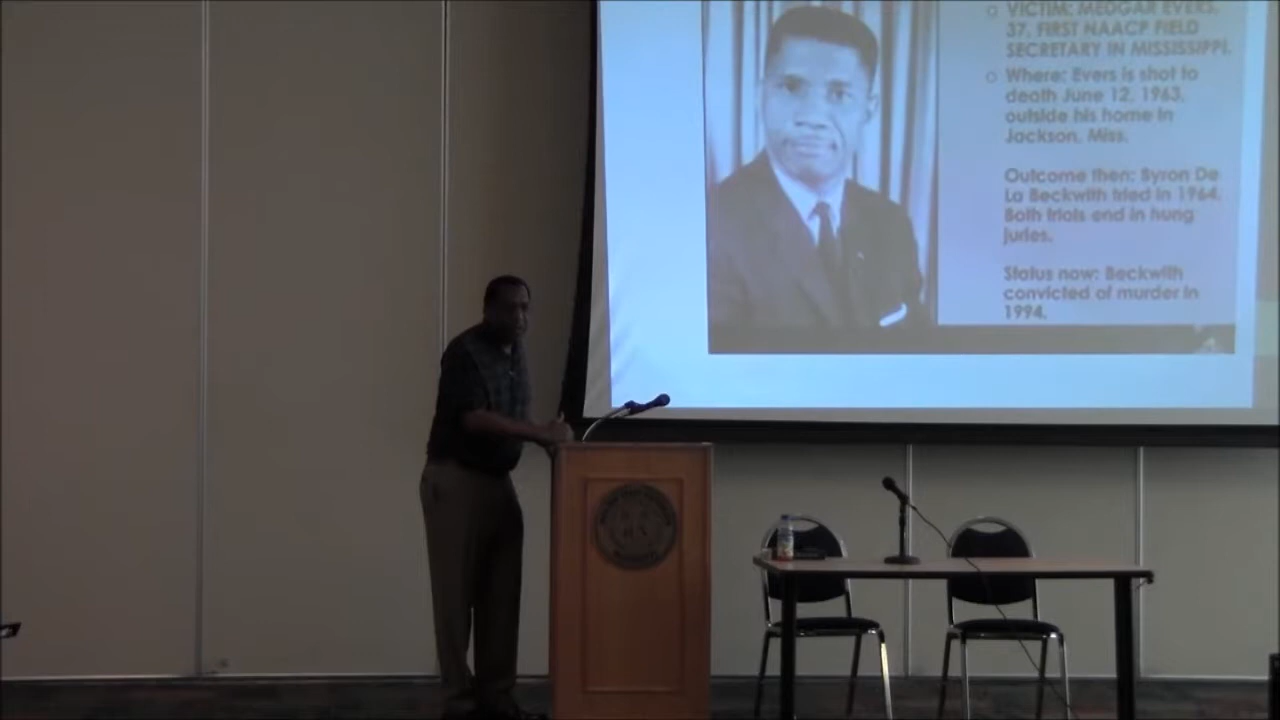 VICTIM: MEDGAR EVERS,
37, FIRST NAACP FIELD
SECRETARY IN MISSISSIPPI.
Where: Evers is shot to
death June 12, 1963,
outside his home in
Jackson, Miss.
Outcome then: Byron De
La Beckwith tried in 1964.
Both trials end in hung
juries.
Status now: Beckwith
convicted of murder in
1994.